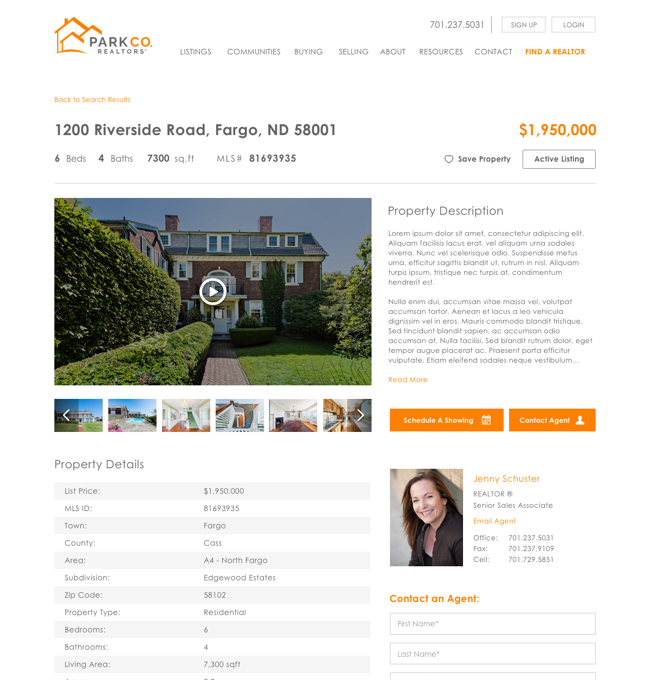 PARKCO.
REALTORS®
701.237.5031
SIGN UP
LOGIN
LISTINGS COMMUNITIES BUYING SELLING ABOUT RESOURCES CONTACT FIND A REALTOR
Back to Search Results
1200 Riverside Road, Fargo, ND 58001
$1,950,000
6 Beds 4 Baths 7300 sq.ft MLS# 81693935
Save Property
Active Listing
Property Description
Lorem ipsum dolor sit amet, consectetur adipiscing elit.
Aliquam facilisis lacus erat, vel aliquam urna sodales
viverra. Nunc vel scelerisque odio. Suspendisse metus
urna, efficitur sagittis blandit ut, rutrum in nisl. Aliquam
turpis ipsum, tristique nec turpis at, condimentum
hendrerit est.
Nulla enim dui, accumsan vitae massa vel, volutpat
accumsan tortor. Aenean et lacus a leo vehicula
dignissim vel in eros. Mauris commodo blandit tristique.
Sed tincidunt blandit sapien, ac accumsan odio
accumsan at. Nulla facilisi. Sed blandit rutrum dolor, eget
tempor augue placerat ac. Praesent porta efficitur
vulputate. Etiam eleifend sodales neque vestibulum...
Read More
Schedule A Showing
Contact Agent
Property Details
List Price: $1,950,000
MLS ID: 81693935
Town: Fargo
County: Cass
Area: A4 - North Fargo
Subdivision: Edgewood Estates
Zip Code: 58102
Property Type: Residential
Bedrooms: 6
Bathrooms: 4
Living Area: 7,300 sqft
Jenny Schuster
REALTOR ®
Senior Sales Associate
Email Agent
Office: 701.237.5031
Fax: 701.237.9109
Cell: 701.729.5851
Contact an Agent:
First Name*
Last Name*